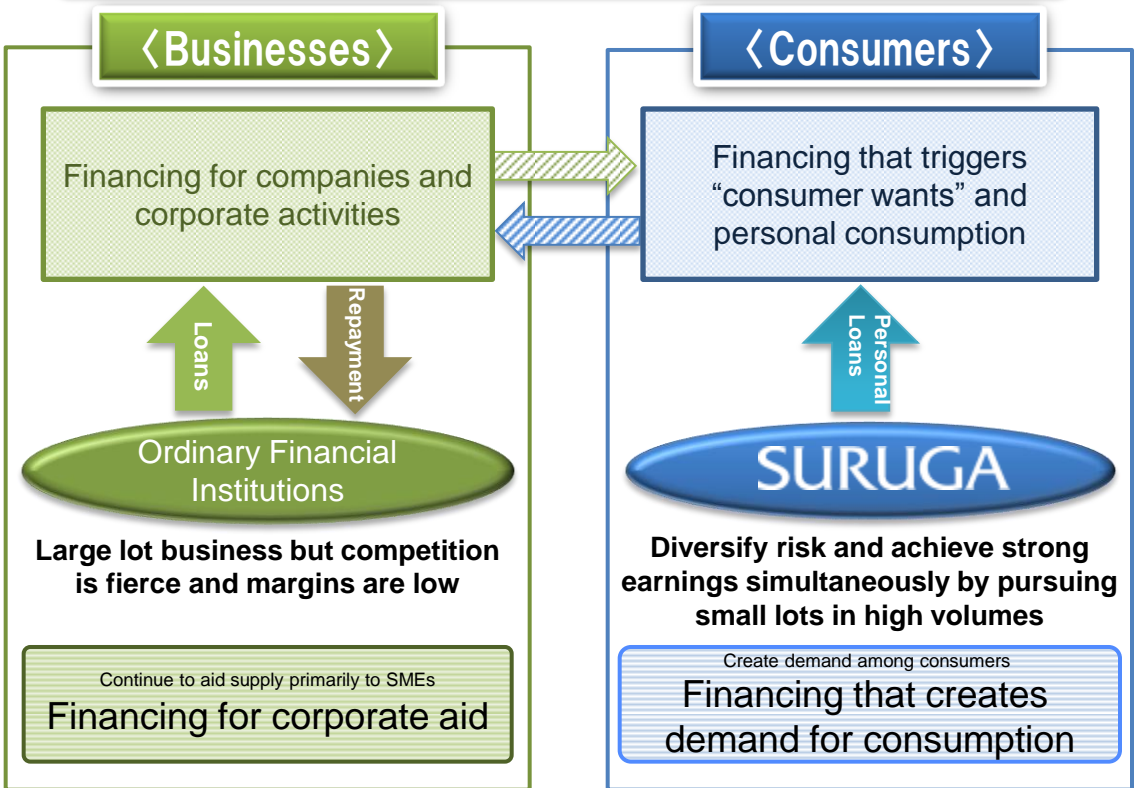 〈Businesses〉
Financing for companies and
corporate activities
Loans
Repayment
Ordinary Financial
Institutions
Large lot business but competition
is fierce and margins are low
Continue to aid supply primarily to SMEs
Financing for corporate aid
〈Consumers〉
Financing that triggers
“consumer wants” and
personal consumption
Personal
Loans
SURUGA
Diversify risk and achieve strong
earnings simultaneously by pursuing
small lots in high volumes
Create demand among consumers
Financing that creates
demand for consumption